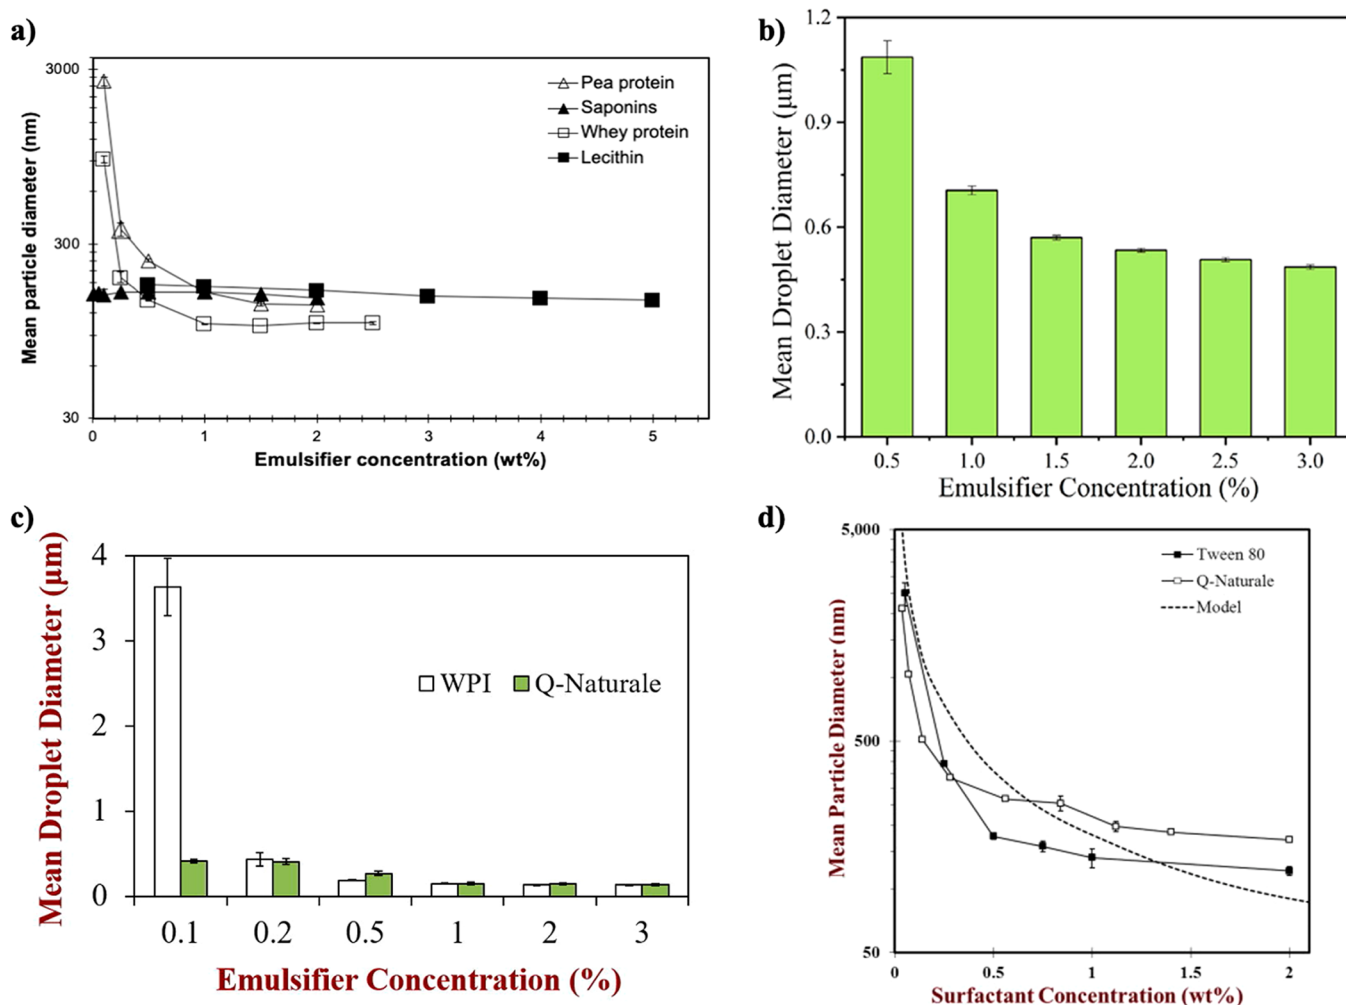 a)
Mean particle diameter (nm)
3000
300
30
Pea protein
Saponins
Whey protein
Lecithin
0 1 2 3 4 5
Emulsifier concentration (wt%)
b)
Mean Droplet Diameter (μm)
1.2
0.9
0.6
0.3
0.0
0.5 1.0 1.5 2.0 2.5 3.0
Emulsifier Concentration (%)
c)
Mean Droplet Diameter (μm)
4
3
2
1
0
WPI Q-Naturale
0.1 0.2 0.5 1 2 3
Emulsifier Concentration (%)
d)
Mean Particle Diameter (nm)
5,000
500
50
Tween 80
Q-Naturale
Model
0 0.5 1 1.5 2
Surfactant Concentration (wt%)